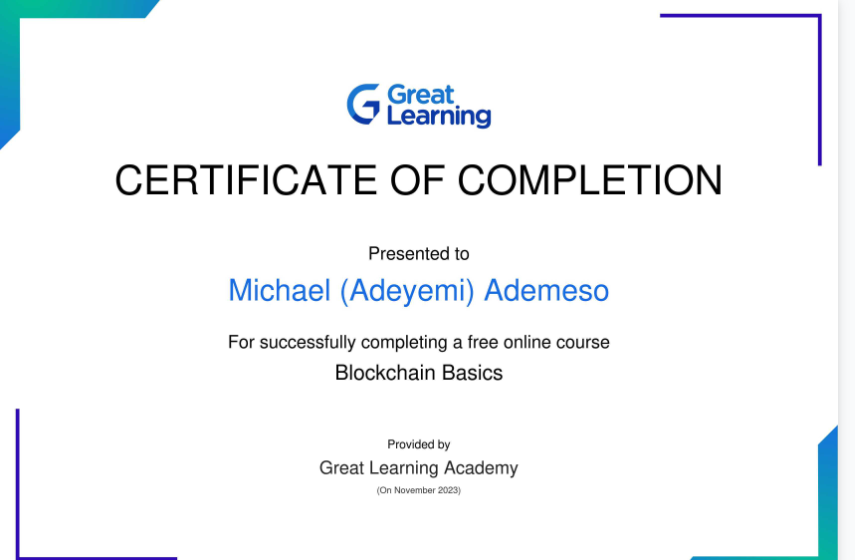 Great
Learning
CERTIFICATE OF COMPLETION
Presented to
Michael (Adeyemi) Ademeso
For successfully completing a free online course
Blockchain Basics
Provided by
Great Learning Academy
(On November 2023)